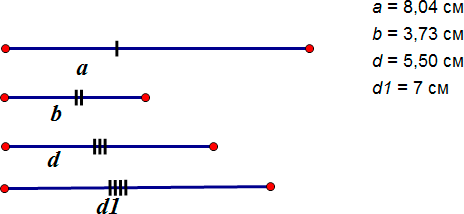 a = 8,04 см
b = 3,73 см
d = 5,50 см
d1 = 7 см
a
b
d
d1